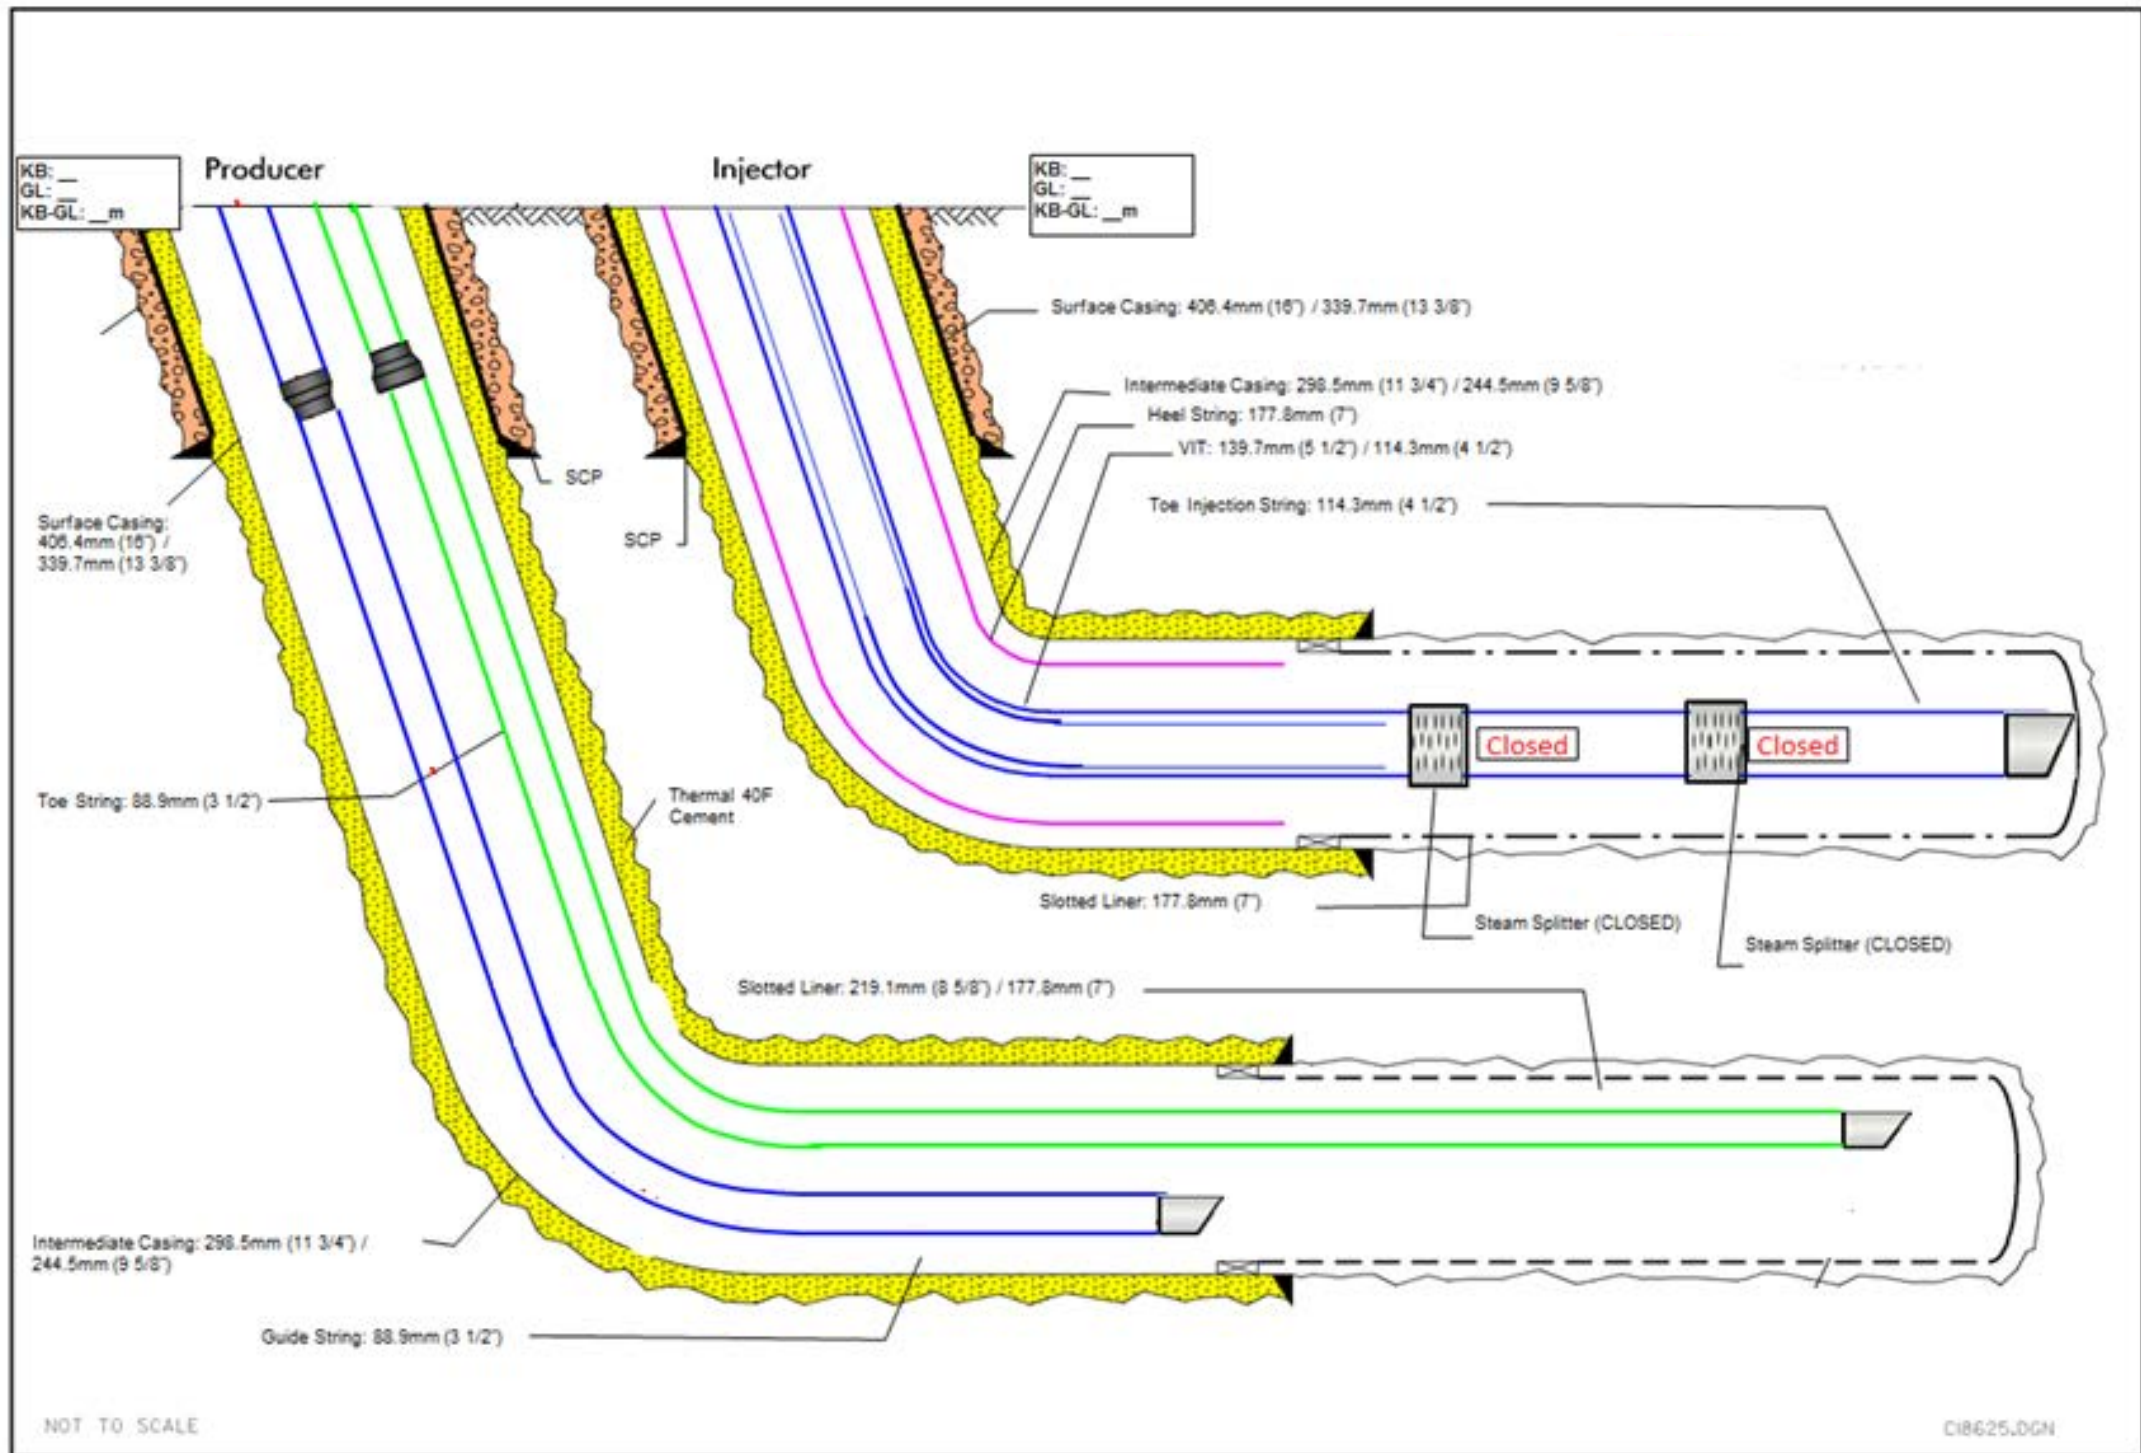 KB: __
GL: __
KB-GL: __m
Producer
Injector
KB: __
GL: __
KB-GL: __m
Surface Casing: 406.4mm (16") / 339.7mm (13 3/8")
Intermediate Casing: 298.5mm (11 3/4") / 244.5mm (9 5/8")
Heel String: 177.8mm (7")
VIT: 139.7mm (5 1/2") / 114.3mm (4 1/2")
Toe Injection String: 114.3mm (4 1/2")
SCP
SCP
Surface Casing:
406.4mm (16") /
339.7mm (13 3/8")
Closed
Closed
Toe String: 88.9mm (3 1/2")
Thermal 40F
Cement
Slotted Liner: 177.8mm (7")
Steam Splitter (CLOSED)
Steam Splitter (CLOSED)
Slotted Liner: 219.1mm (8 5/8") / 177.8mm (7")
Intermediate Casing: 298.5mm (11 3/4") /
244.5mm (9 5/8")
Guide String: 88.9mm (3 1/2")
NOT TO SCALE
CI8625.DGN